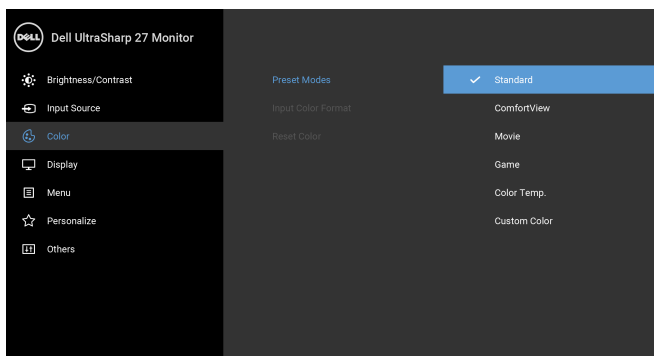 DELL Dell UltraSharp 27 Monitor
Brightness/Contrast
Input Source
Color
Display
Menu
Personalize
Others
Preset Modes
Input Color Format
Reset Color
Standard
ComfortView
Movie
Game
Color Temp.
Custom Color